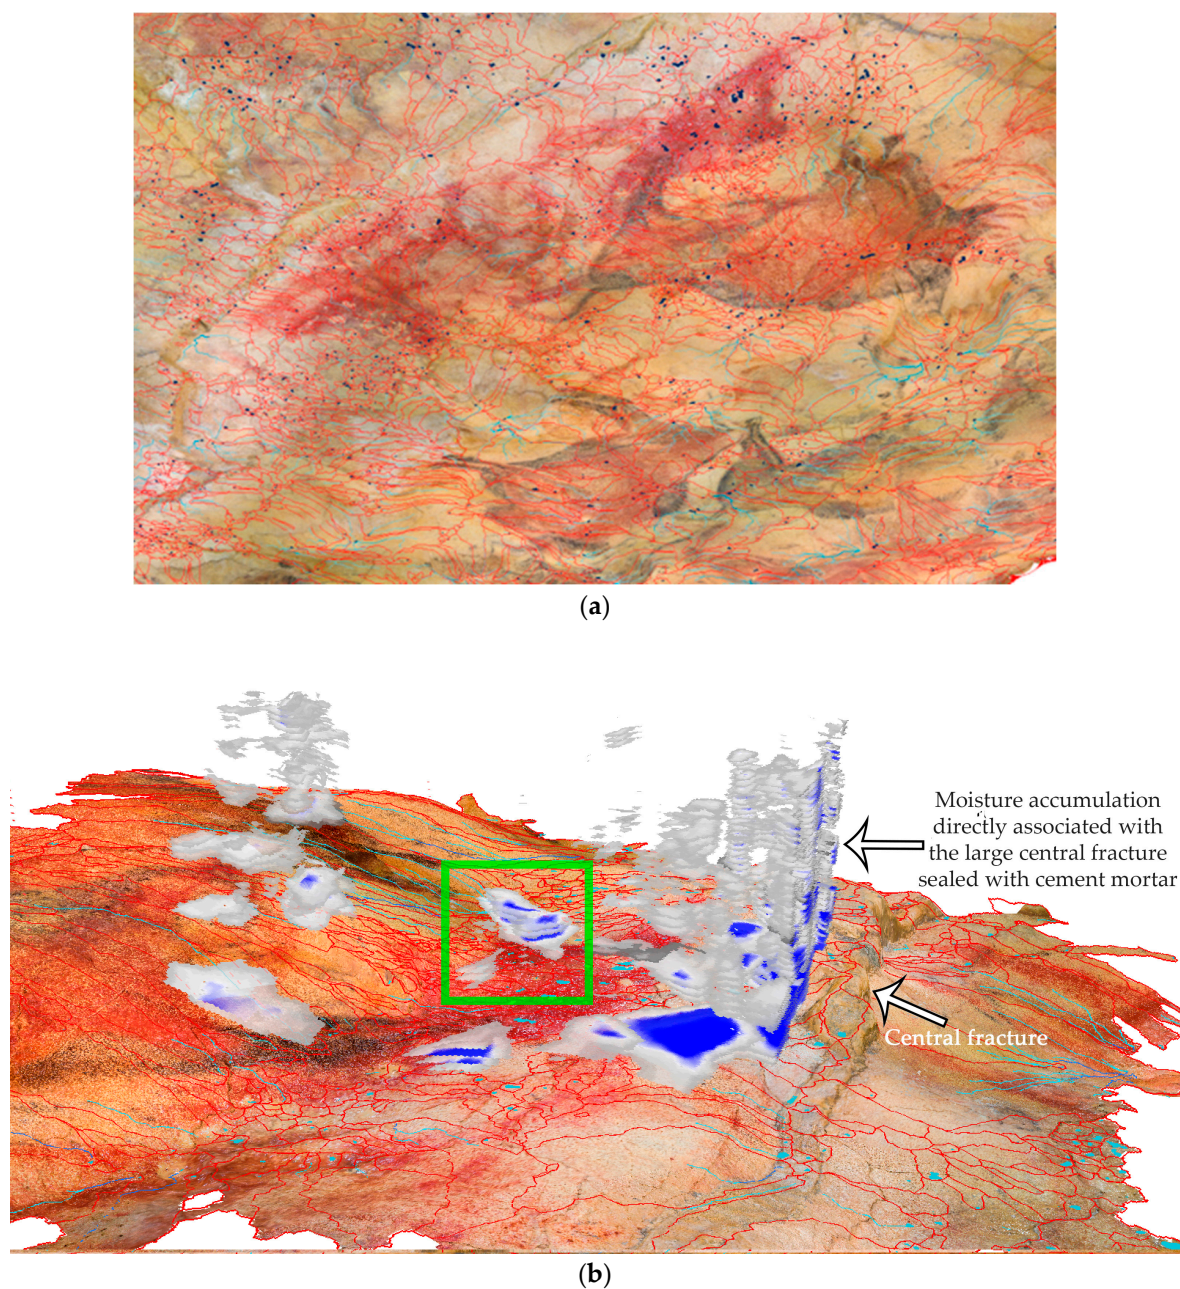 (a)
Moisture accumulation
directly associated with
the large central fracture
sealed with cement mortar
Central fracture
(b)